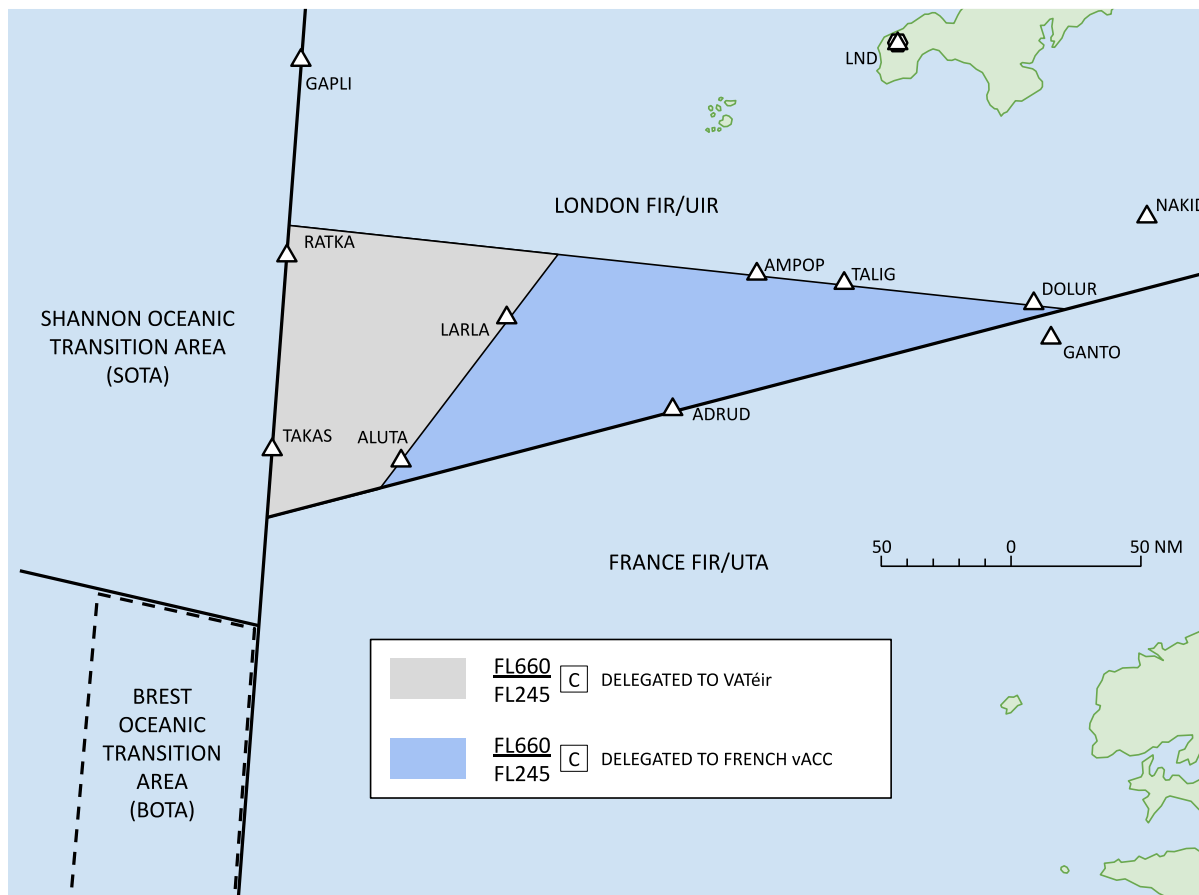 GAPLI
LND
LONDON FIR/UIR
NAKID
RATKA
AMPOP
TALIG
DOLUR
SHANNON OCEANIC
TRANSITION AREA
(SOTA)
LARLA
GANTO
ADRUD
TAKAS
ALUTA
FRANCE FIR/UTA
50 0 50 NM
FL660
FL245
C DELEGATED TO VATéir
BREST
OCEANIC
TRANSITION
AREA
(BOTA)
FL660
FL245
C DELEGATED TO FRENCH vACC